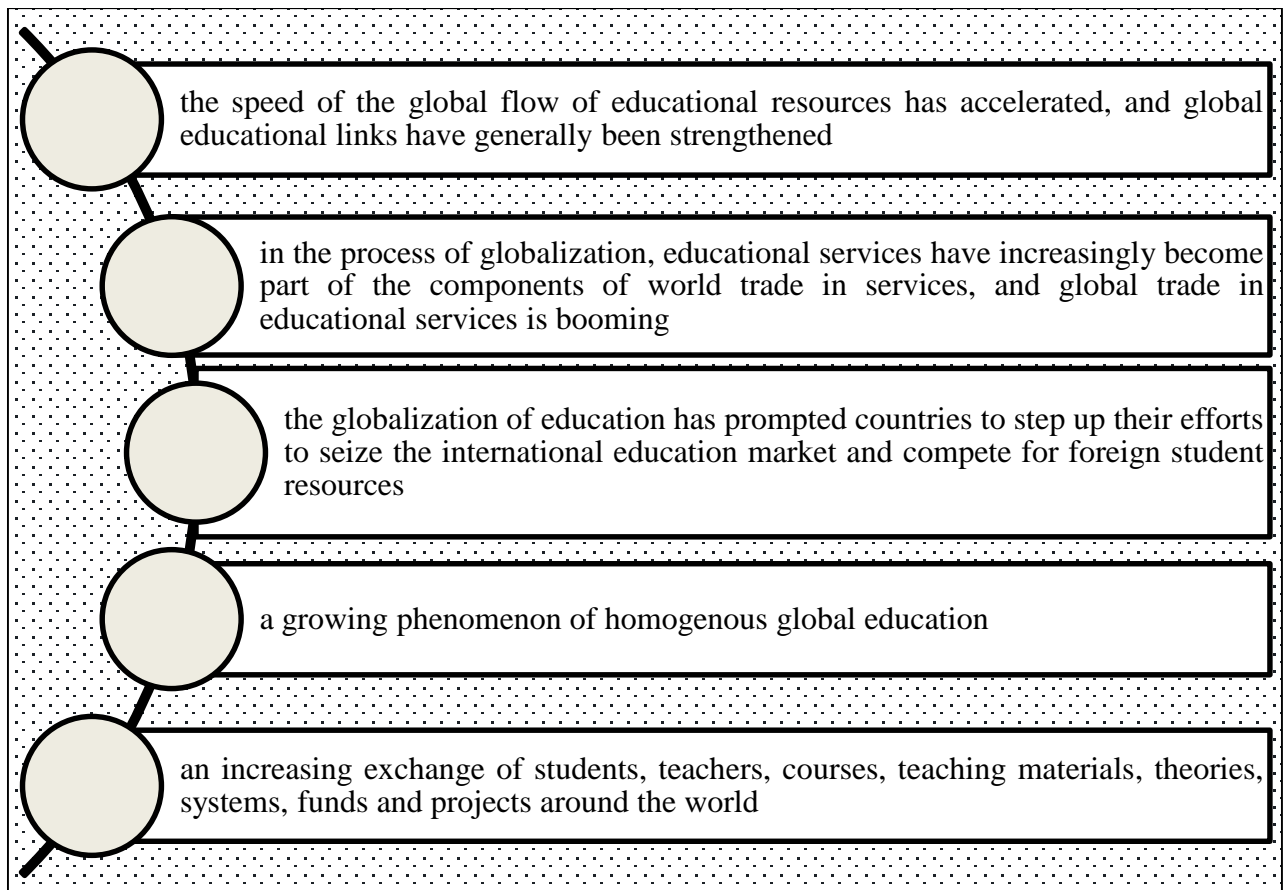 the speed of the global flow of educational resources has accelerated, and global
educational links have generally been strengthened
in the process of globalization, educational services have increasingly become
part of the components of world trade in services, and global trade in
educational services is booming
the globalization of education has prompted countries to step up their efforts
to seize the international education market and compete for foreign student
resources
a growing phenomenon of homogenous global education
an increasing exchange of students, teachers, courses, teaching materials, theories,
systems, funds and projects around the world